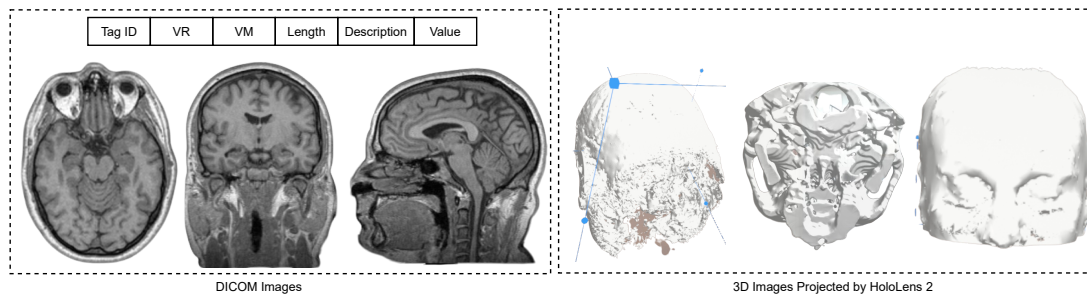 Tag ID VR VM Length Description Value
DICOM Images
3D Images Projected by HoloLens 2